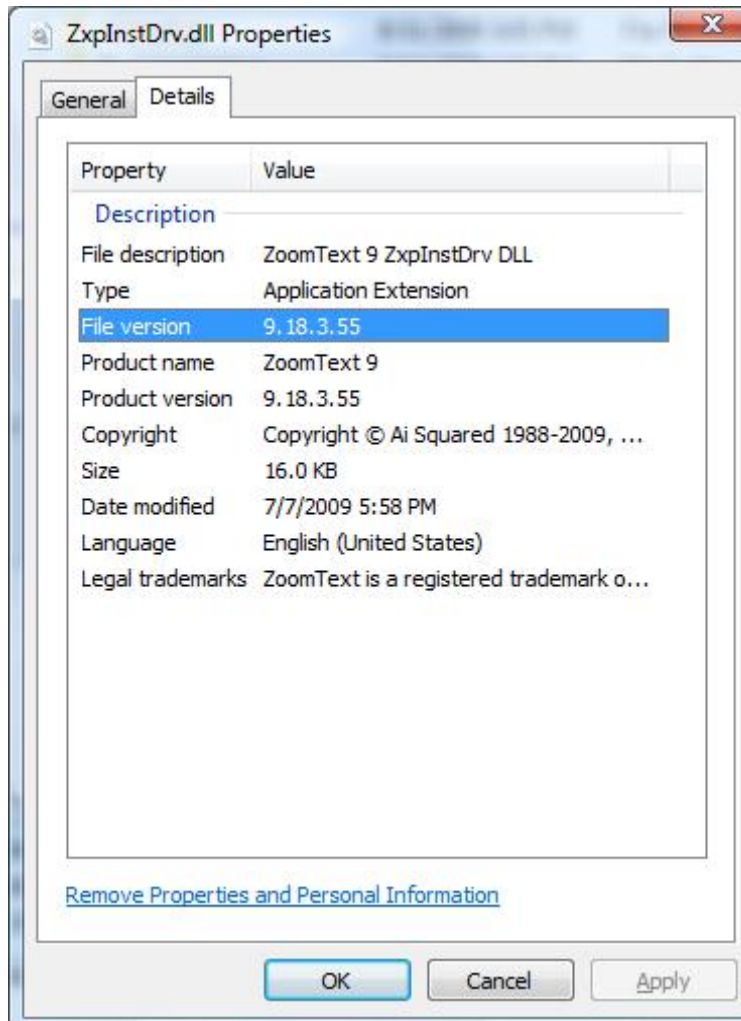 ZxpInstDrv.dll Properties
General Details
Property Value
Description
File description ZoomText 9 ZxpInstDrv DLL
Type Application Extension
File version 9.18.3.55
Product name ZoomText 9
Product version 9.18.3.55
Copyright Copyright © Ai Squared 1988-2009, ...
Size 16.0 KB
Date modified 7/7/2009 5:58 PM
Language English (United States)
Legal trademarks ZoomText is a registered trademark o...
Remove Properties and Personal Information
OK Cancel Apply